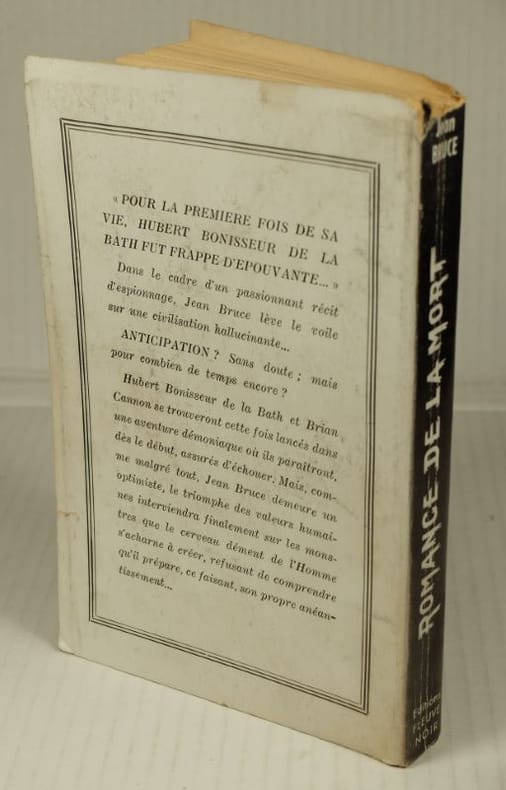 « POUR LA PREMIERE FOIS DE SA
VIE, HUBERT BONISSEUR DE LA
BATH FUT FRAPPE D'EPOUVANTE... »
Dans le cadre d'un passionnant récit
d'espionnage, Jean Bruce lève le voile
sur une civilisation hallucinante...
ANTICIPATION ? Sans doute ; mais
pour combien de temps encore ?
Hubert Bonisseur de la Bath et Brian
Cannon se trouveront cette fois lancés dans
une aventure démoniaque où ils paraîtront,
dès le début, assurés d'échouer. Mais, com-
me malgré tout, Jean Bruce demeure un
optimiste, le triomphe des valeurs humai-
nes interviendra finalement sur les mons-
tres que le cerveau dément de l'Homme
s'acharne à créer, refusant de comprendre
qu'il prépare, ce faisant, son propre anéan-
tissement...
Jean
BRUCE
ROMANCE DE LA MORT
Editions
FLEUVE
NOIR